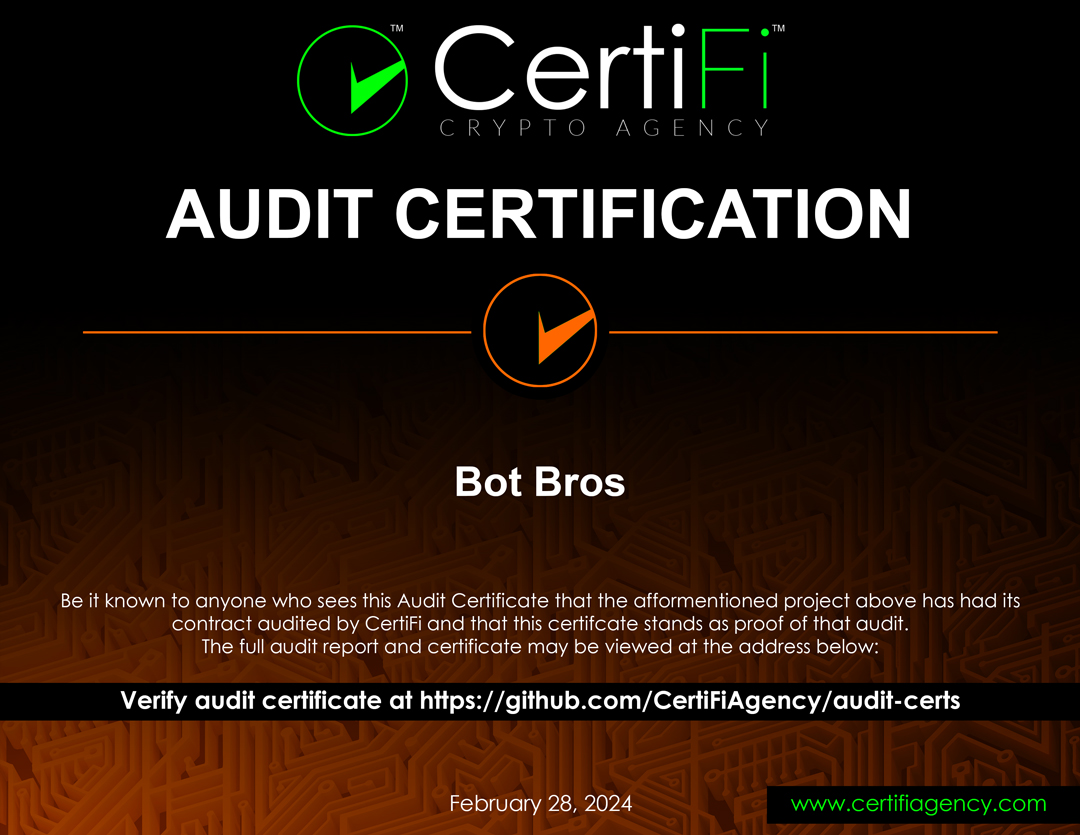 ™ CertiFi ™
CRYPTO AGENCY
AUDIT CERTIFICATION
Bot Bros
Be it known to anyone who sees this Audit Certificate that the afformentioned project above has had its
contract audited by CertiFi and that this certifcate stands as proof of that audit.
The full audit report and certificate may be viewed at the address below:
Verify audit certificate at https://github.com/CertiFiAgency/audit-certs
February 28, 2024
www.certifiagency.com